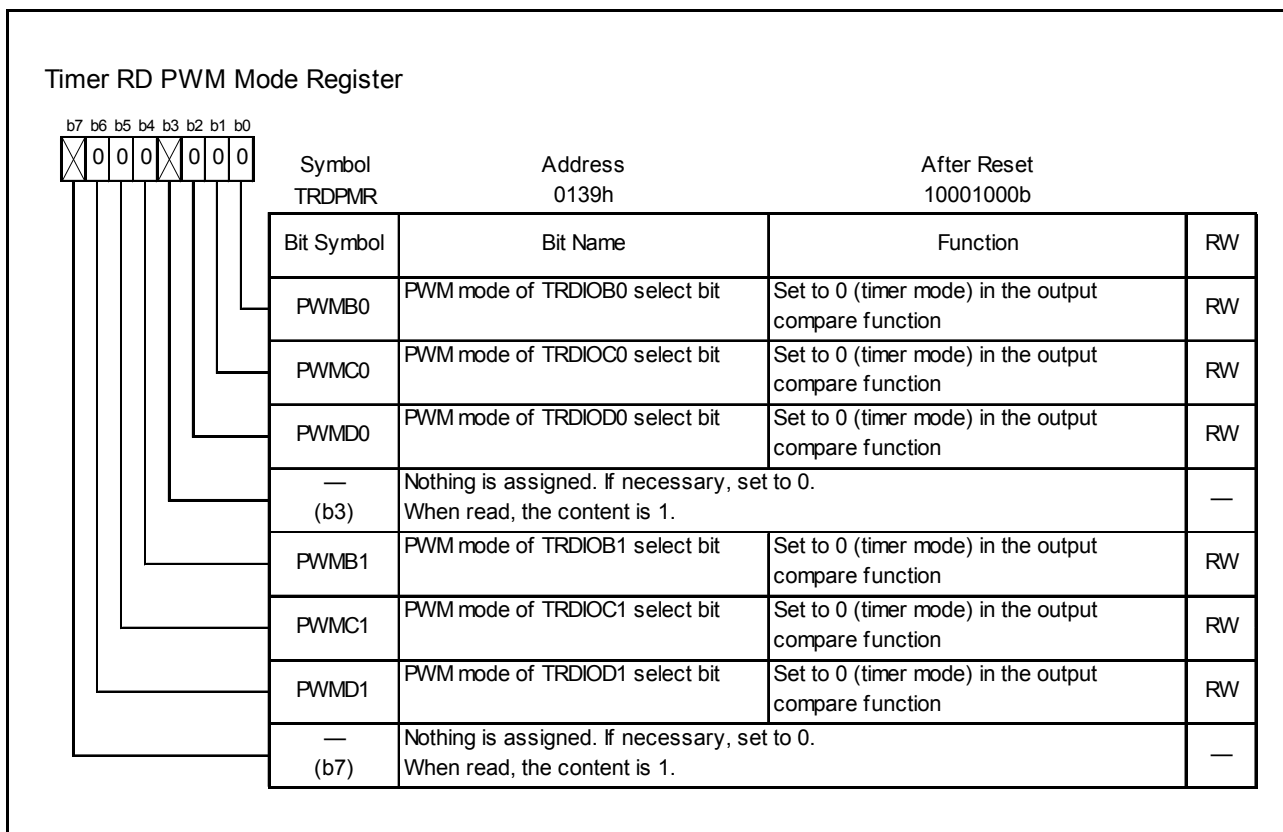 Timer RD PWM Mode Register
b7 b6 b5 b4 b3 b2 b1 b0
0 0 0 0 0 0
Symbol Address After Reset
TRDPMR 0139h 10001000b
Bit Symbol Bit Name Function RW
PWMB0 PWM mode of TRDIOB0 select bit Set to 0 (timer mode) in the output compare function RW
PWMC0 PWM mode of TRDIOC0 select bit Set to 0 (timer mode) in the output compare function RW
PWMD0 PWM mode of TRDIOD0 select bit Set to 0 (timer mode) in the output compare function RW
— (b3) Nothing is assigned. If necessary, set to 0.
When read, the content is 1. —
PWMB1 PWM mode of TRDIOB1 select bit Set to 0 (timer mode) in the output compare function RW
PWMC1 PWM mode of TRDIOC1 select bit Set to 0 (timer mode) in the output compare function RW
PWMD1 PWM mode of TRDIOD1 select bit Set to 0 (timer mode) in the output compare function RW
— (b7) Nothing is assigned. If necessary, set to 0.
When read, the content is 1. —